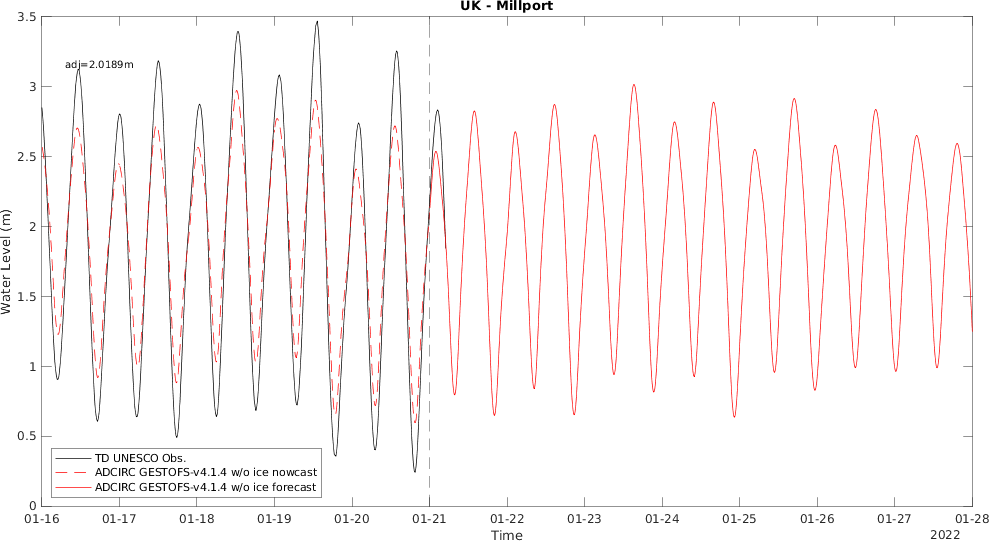 UK - Millport
3.5
adj=2.0189m
3
2.5
2
1.5
1
0.5
0
Water Level (m)
TD UNESCO Obs.
ADCIRC GESTOFS-v4.1.4 w/o ice nowcast
ADCIRC GESTOFS-v4.1.4 w/o ice forecast
01-16 01-17 01-18 01-19 01-20 01-21 01-22 01-23 01-24 01-25 01-26 01-27 01-28
Time
2022